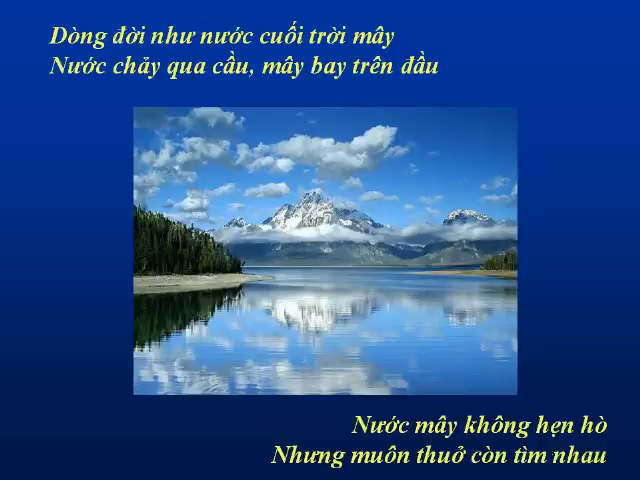 Dòng đời như nước cuối trời mây
Nước chảy qua cầu, mây bay trên đầu
Nước mây không hẹn hò
Nhưng muôn thuở còn tìm nhau